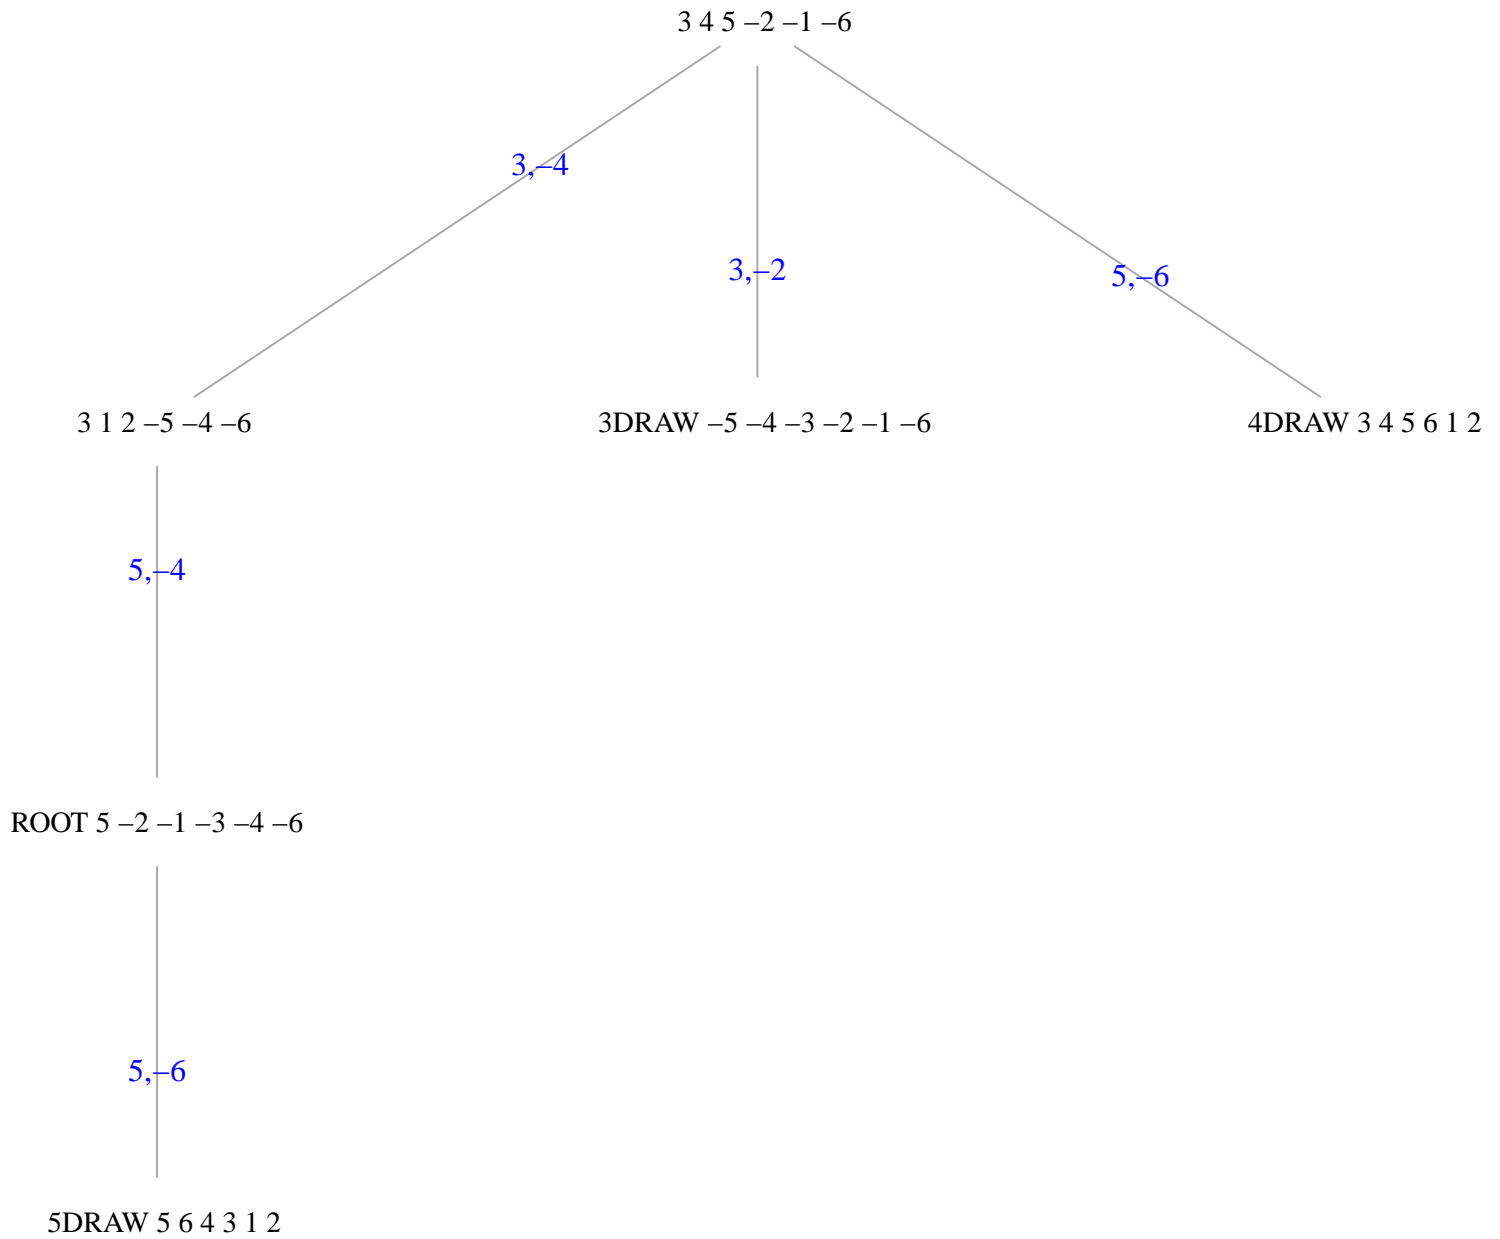 3 4 5 –2 –1 –6
3,–4
3,–2
5,–6
3 1 2 –5 –4 –6
3DRAW –5 –4 –3 –2 –1 –6
4DRAW 3 4 5 6 1 2
5,–4
ROOT 5 –2 –1 –3 –4 –6
5,–6
5DRAW 5 6 4 3 1 2